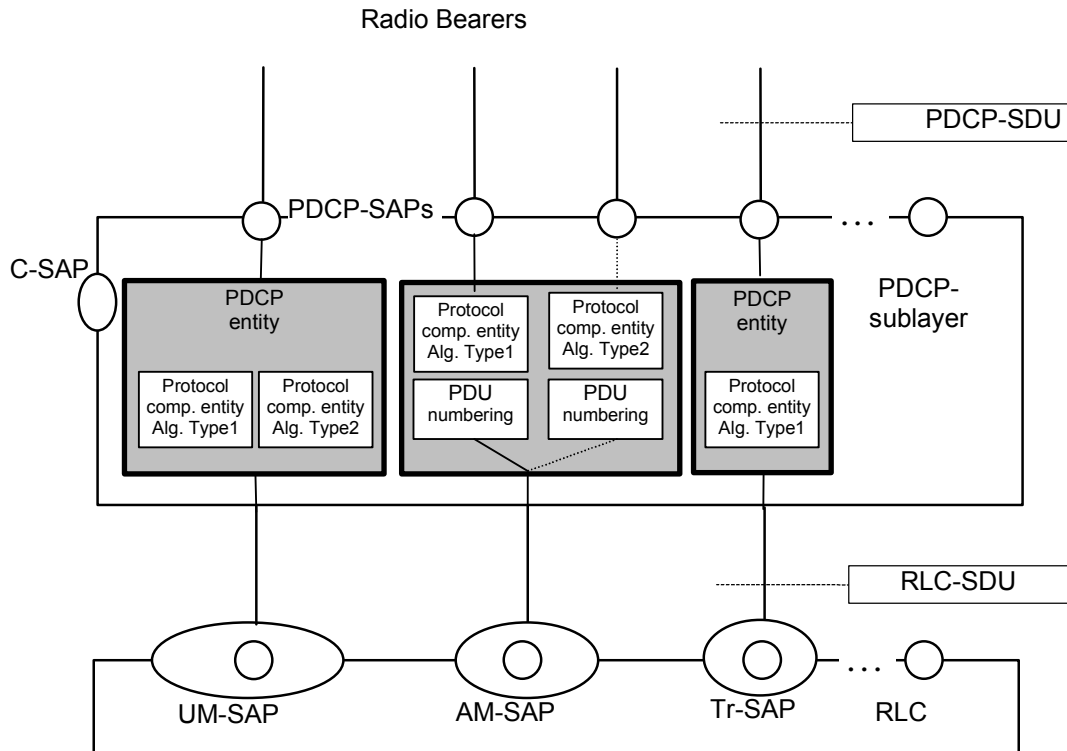 Radio Bearers
PDCP-SDU
PDCP-SAPs
...
C-SAP
PDCP
entity
Protocol
comp. entity
Alg. Type1
Protocol
comp. entity
Alg. Type2
Protocol
comp. entity
Alg. Type1
Protocol
comp. entity
Alg. Type2
PDU
numbering
PDU
numbering
PDCP
entity
Protocol
comp. entity
Alg. Type1
PDCP-
sublayer
RLC-SDU
...
UM-SAP
AM-SAP
Tr-SAP
RLC